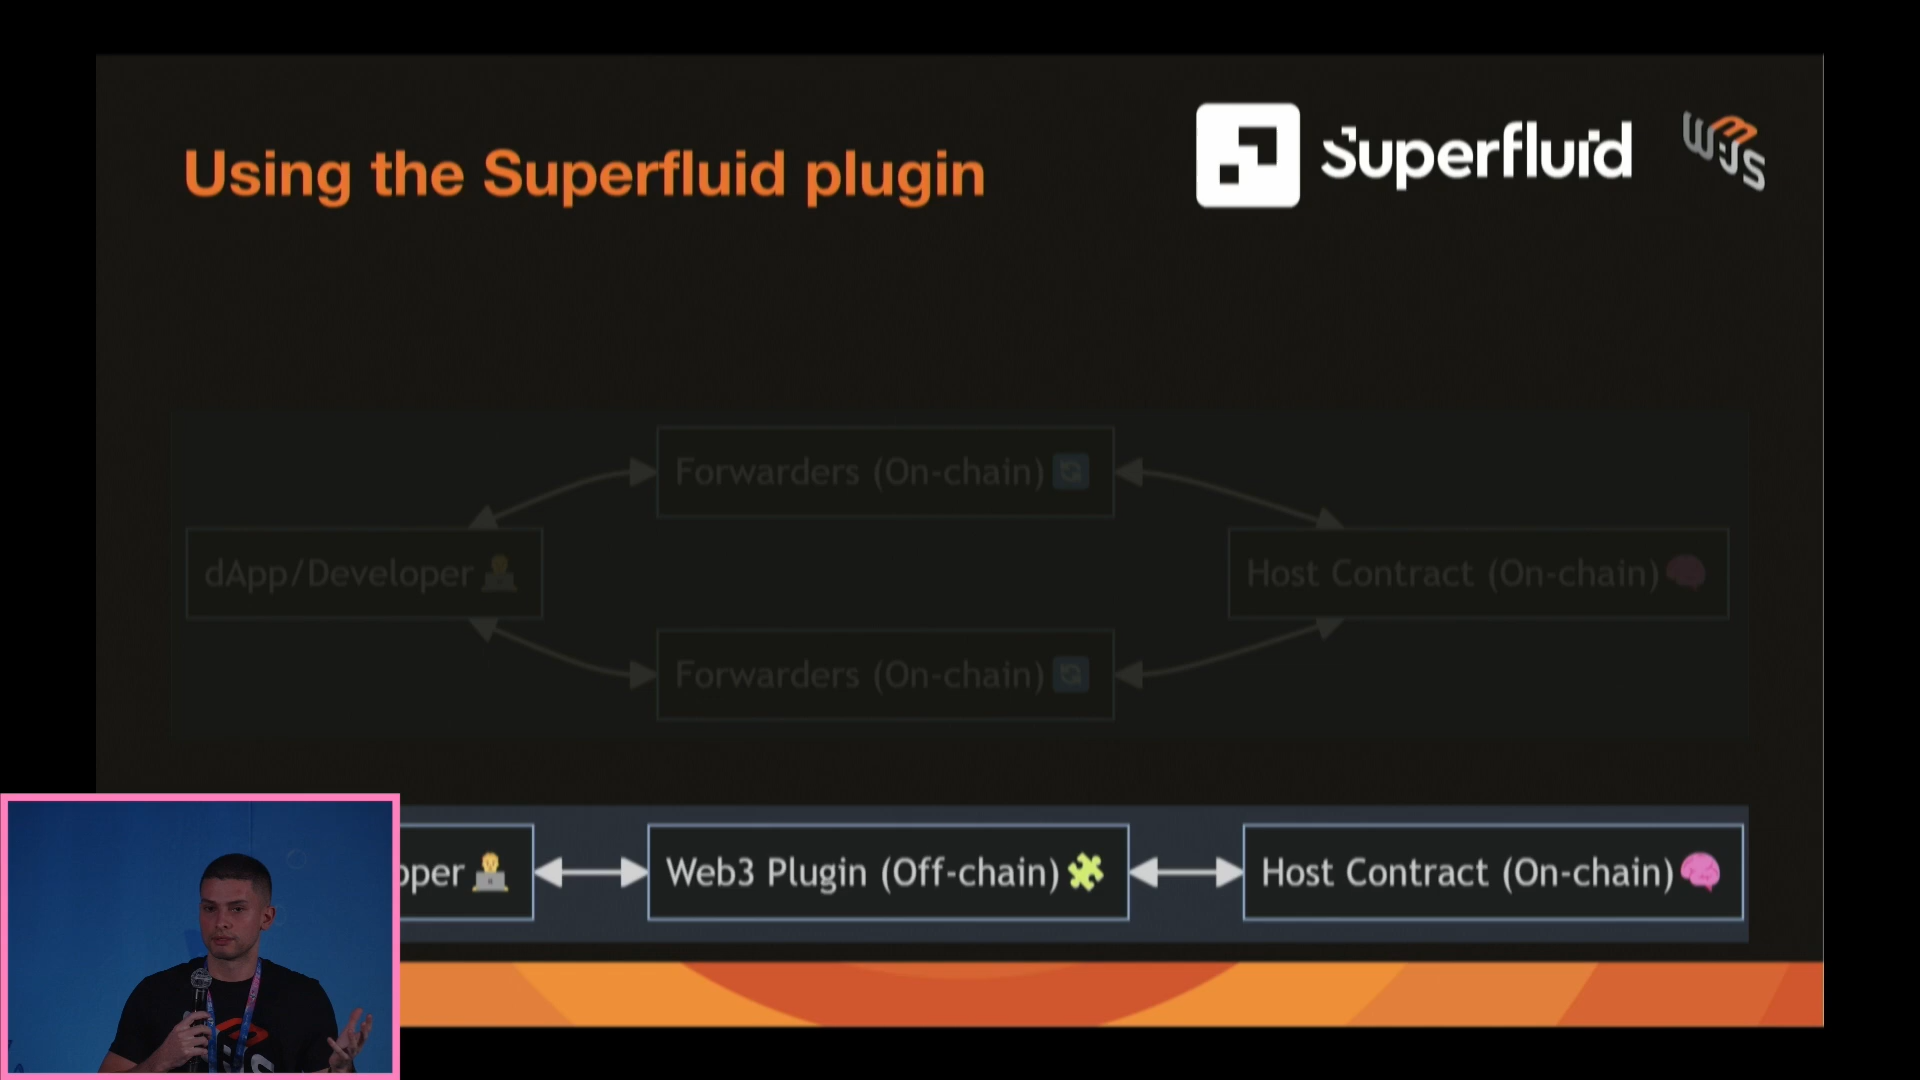 Using the Superfluid plugin
Superfluid
W3JS
Forwarders (On-chain)
dApp/Developer
Host Contract (On-chain)
Forwarders (On-chain)
oper
Web3 Plugin (Off-chain)
Host Contract (On-chain)